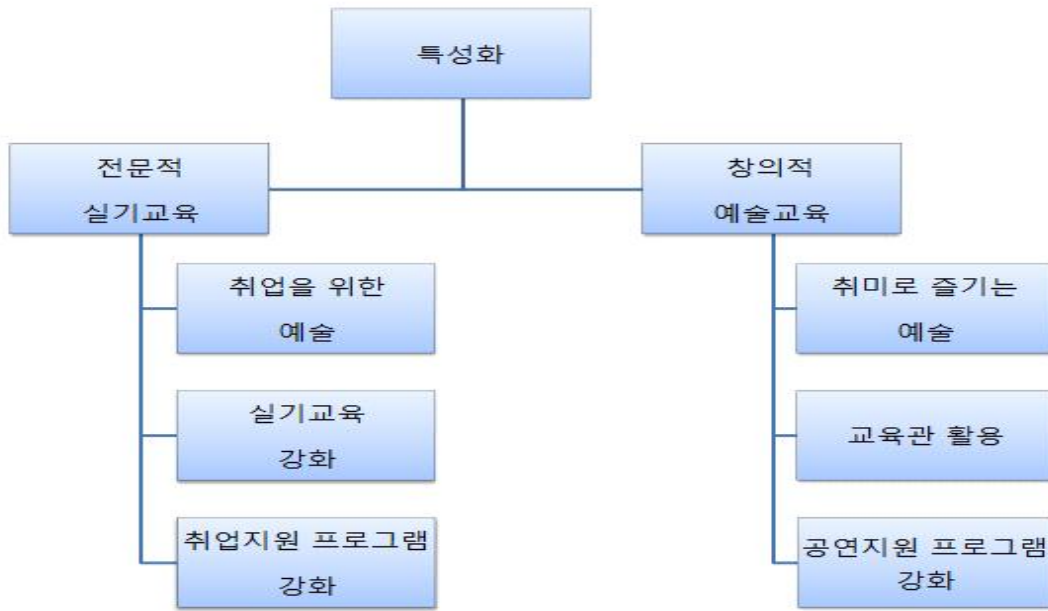 특성화
전문적
실기교육
취업을 위한
예술
실기교육
강화
취업지원 프로그램
강화
창의적
예술교육
취미로 즐기는
예술
교육관 활용
공연지원 프로그램
강화